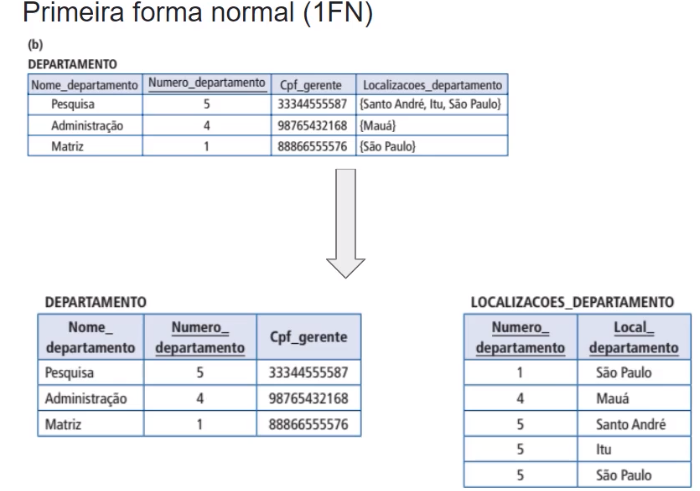 Primeira forma normal (1FN)
(b)
DEPARTAMENTO
Nome_departamento Numero_departamento Cpf_gerente Localizacoes_departamento
Pesquisa 5 33344555587 {Santo André, Itu, São Paulo}
Administração 4 98765432168 {Mauá}
Matriz 1 88866555576 {São Paulo}
DEPARTAMENTO
Nome_ departamento Numero_ departamento Cpf_gerente
Pesquisa 5 33344555587
Administração 4 98765432168
Matriz 1 88866555576
LOCALIZACOES_DEPARTAMENTO
Numero_ departamento Local_ departamento
1 São Paulo
4 Mauá
5 Santo André
5 Itu
5 São Paulo